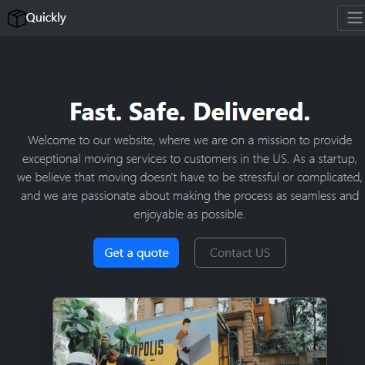 Quickly
Fast. Safe. Delivered.
Welcome to our website, where we are on a mission to provide
exceptional moving services to customers in the US. As a startup,
we believe that moving doesn't have to be stressful or complicated,
and we are passionate about making the process as seamless and
enjoyable as possible.
Get a quote
Contact US
OPOLIS